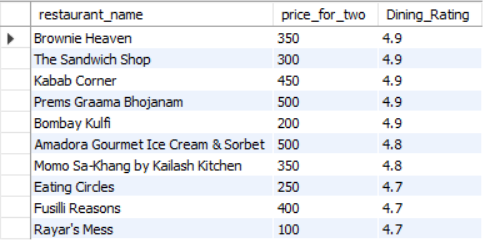 restaurant_name price_for_two Dining_Rating
Brownie Heaven 350 4.9
The Sandwich Shop 300 4.9
Kabab Corner 450 4.9
Prems Graama Bhojanam 500 4.9
Bombay Kulfi 200 4.9
Amadora Gourmet Ice Cream & Sorbet 500 4.8
Momo Sa-Khang by Kailash Kitchen 350 4.8
Eating Circles 250 4.7
Fusilli Reasons 400 4.7
Rayar's Mess 100 4.7